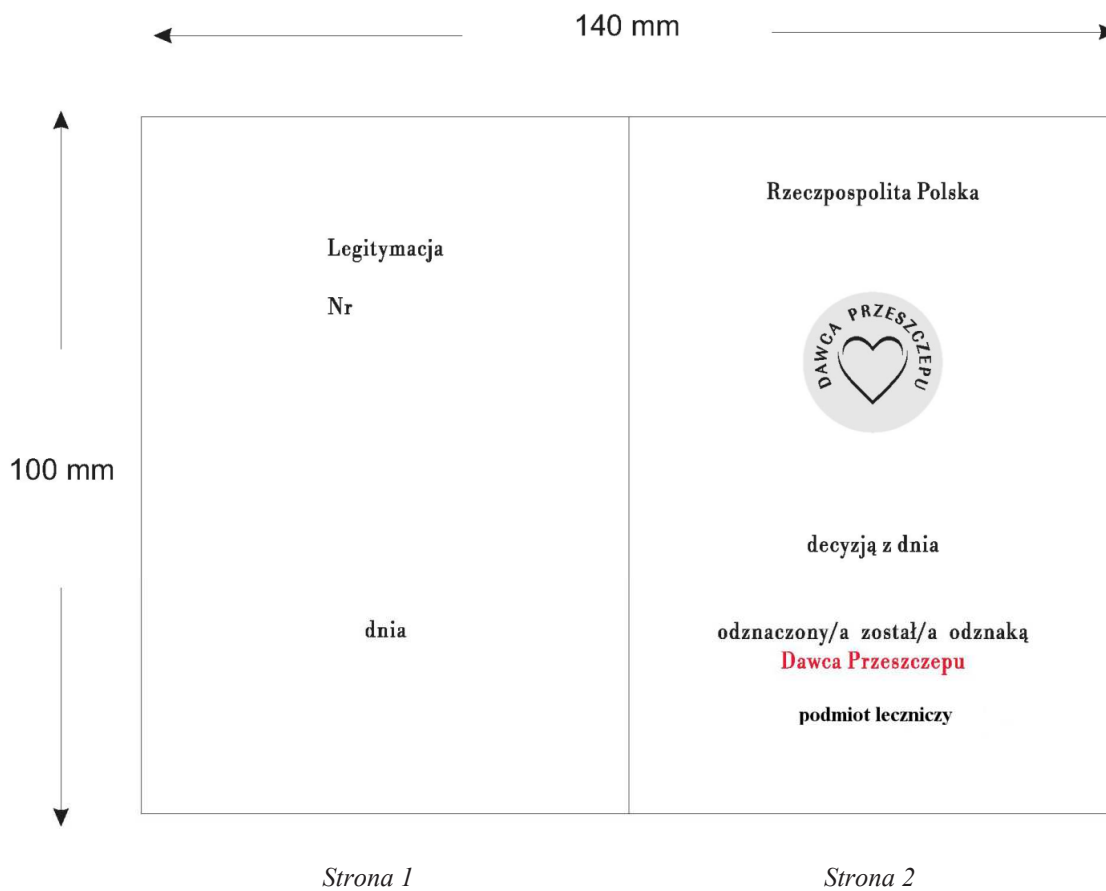 140 mm
100 mm
Legitymacja
Nr
dnia
Rzeczpospolita Polska
DAWCA PRZESZCZEPU
decyzją z dnia
odznaczony/a został/a odznaką
Dawca Przeszczepu
podmiot leczniczy
Strona 1
Strona 2